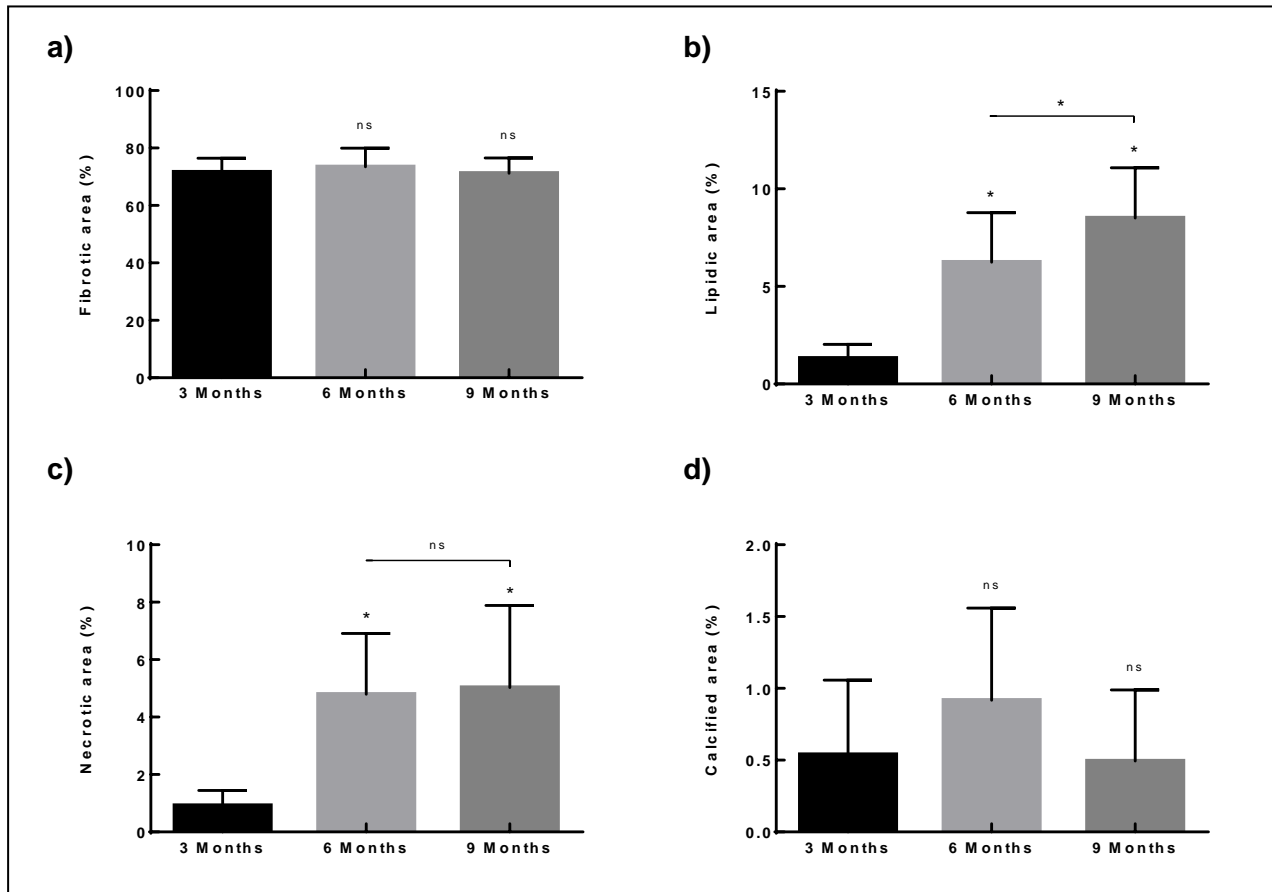 a)
Fibrotic area (%)
100
80
60
40
20
0
ns
ns
3 Months
6 Months
9 Months
b)
Lipidic area (%)
15
10
5
0
*
*
*
3 Months
6 Months
9 Months
c)
Necrotic area (%)
10
8
6
4
2
0
ns
*
*
3 Months
6 Months
9 Months
d)
Calcified area (%)
2.0
1.5
1.0
0.5
0.0
ns
ns
3 Months
6 Months
9 Months